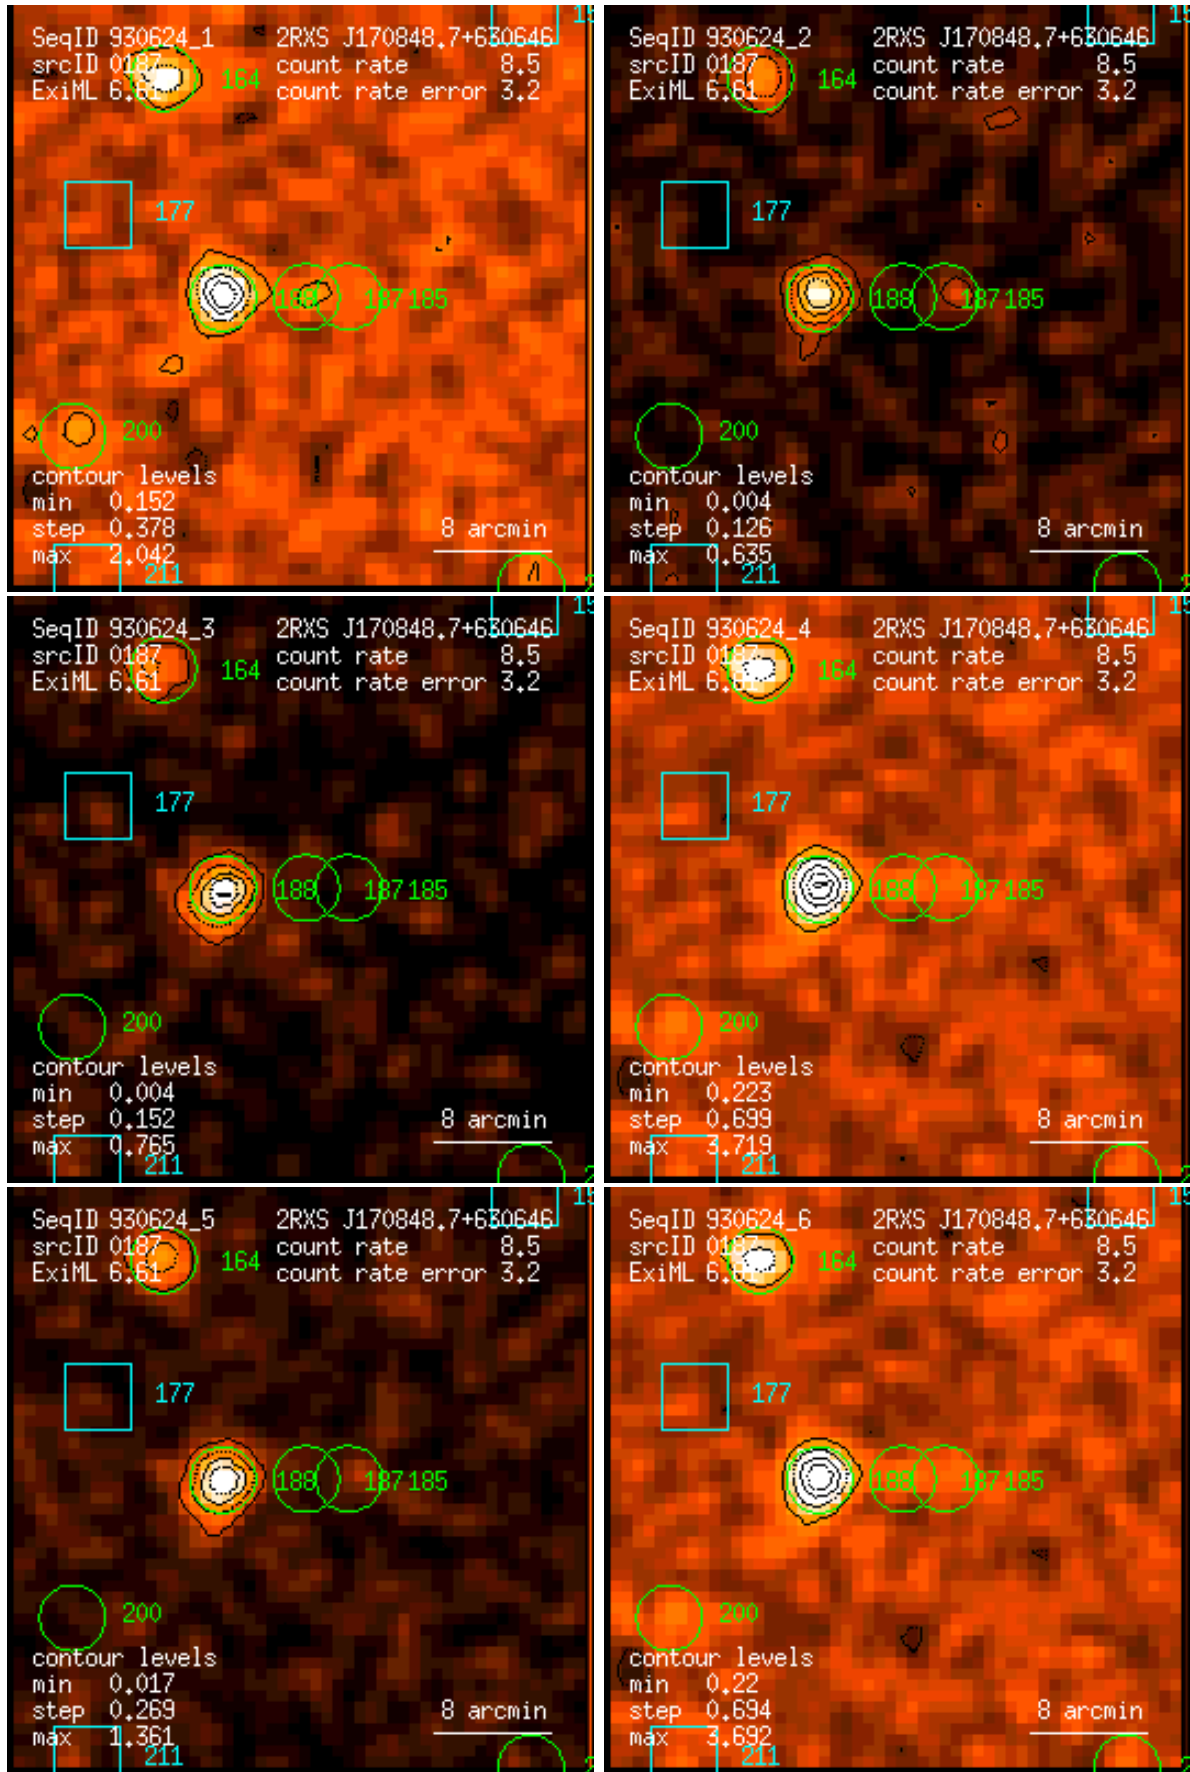 SeqID 930624_1 2RXS J170848.7+630646
srcID 0187 count rate 8.5
ExiML 6.61 count rate error 3.2
164
177
188 187 185
200
contour levels
min 0.152
step 0.378
max 2.042
8 arcmin
211
15
SeqID 930624_2 2RXS J170848.7+630646
srcID 0187 count rate 8.5
ExiML 6.61 count rate error 3.2
164
177
188 187 185
200
contour levels
min 0.004
step 0.126
max 0.635
8 arcmin
211
15
SeqID 930624_3 2RXS J170848.7+630646
srcID 0187 count rate 8.5
ExiML 6.61 count rate error 3.2
164
177
188 187 185
200
contour levels
min 0.004
step 0.152
max 0.765
8 arcmin
211
15
SeqID 930624_4 2RXS J170848.7+630646
srcID 0187 count rate 8.5
ExiML 6.61 count rate error 3.2
164
177
188 187 185
200
contour levels
min 0.223
step 0.699
max 3.719
8 arcmin
211
15
SeqID 930624_5 2RXS J170848.7+630646
srcID 0187 count rate 8.5
ExiML 6.61 count rate error 3.2
164
177
188 187 185
200
contour levels
min 0.017
step 0.269
max 1.361
8 arcmin
211
15
SeqID 930624_6 2RXS J170848.7+630646
srcID 0187 count rate 8.5
ExiML 6.61 count rate error 3.2
164
177
188 187 185
200
contour levels
min 0.22
step 0.694
max 3.692
8 arcmin
211
15